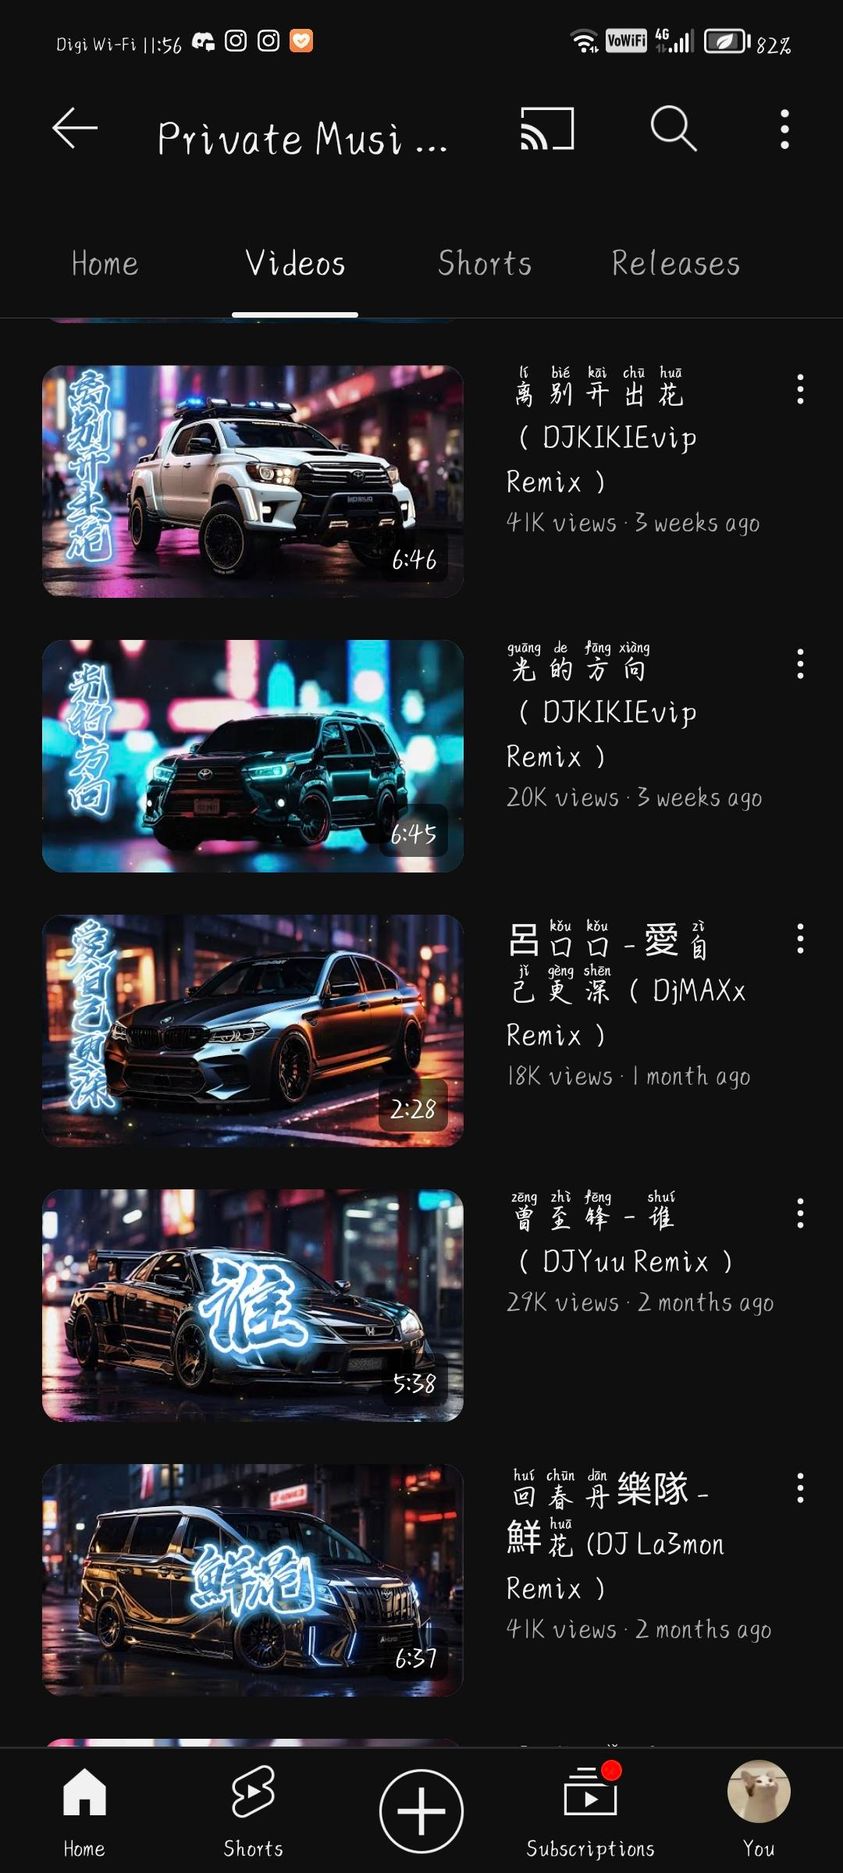 Digi Wi-Fi 11:56 VoWiFi 4G 82%
Private Musi ...
Home Videos Shorts Releases
离别开出花
6:46
lí bié kāi chū huā
离别开出花
( DJKIKIEvip
Remix )
41K views · 3 weeks ago
光的方向
6:45
guāng de fāng xiàng
光的方向
( DJKIKIEvip
Remix )
20K views · 3 weeks ago
愛自己更深
2:28
kǒu kǒu zì
呂口口 - 愛自
jǐ gèng shēn
己更深 ( DjMAXx
Remix )
18K views · 1 month ago
谁
5:38
zēng zhì fēng shuí
曾至锋 - 谁
( DJYuu Remix )
29K views · 2 months ago
鮮花
6:37
huí chūn dān
回春丹樂隊 -
huā
鮮花 (DJ La3mon
Remix )
41K views · 2 months ago
Home Shorts Subscriptions You